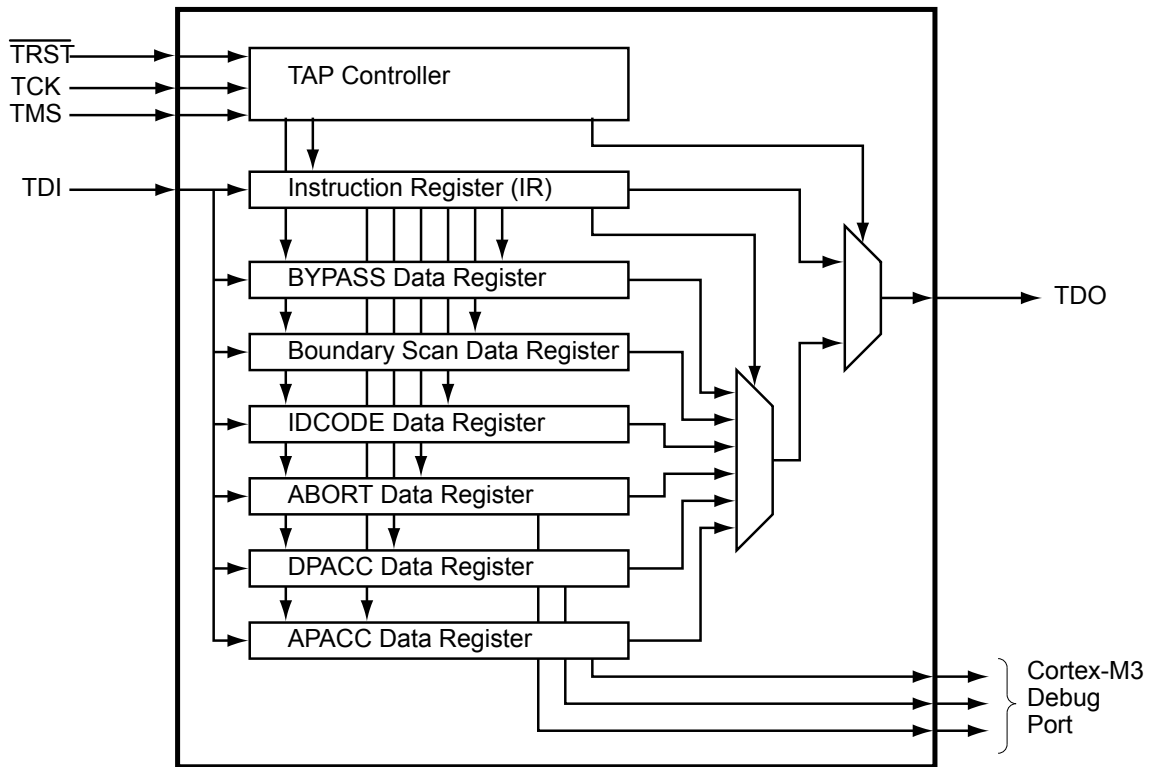 TRST
TCK
TMS
TDI
TAP Controller
Instruction Register (IR)
BYPASS Data Register
Boundary Scan Data Register
IDCODE Data Register
ABORT Data Register
DPACC Data Register
APACC Data Register
TDO
Cortex-M3
Debug
Port